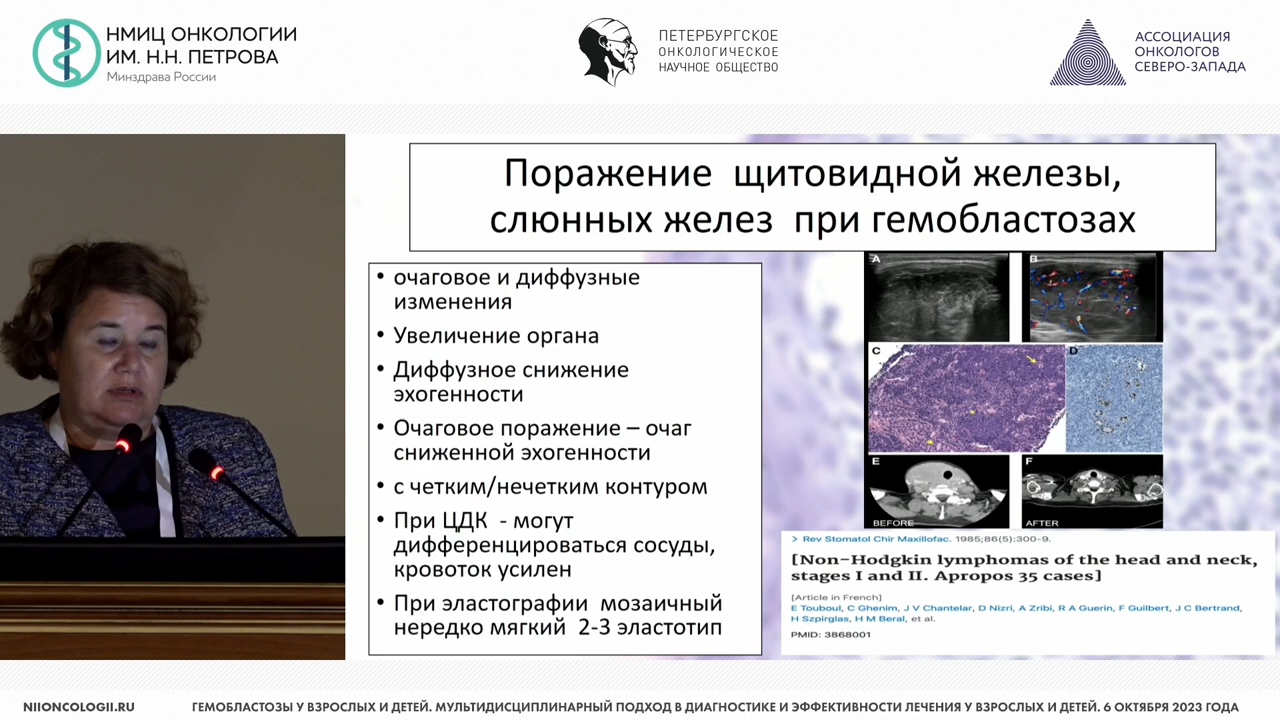 НМИЦ ОНКОЛОГИИ
ИМ. Н.Н. ПЕТРОВА
Минздрава России
ПЕТЕРБУРГСКОЕ
ОНКОЛОГИЧЕСКОЕ
НАУЧНОЕ ОБЩЕСТВО
АССОЦИАЦИЯ
ОНКОЛОГОВ
СЕВЕРО-ЗАПАДА
Поражение щитовидной железы,
слюнных желез при гемобластозах
• очаговое и диффузные
изменения
• Увеличение органа
• Диффузное снижение
эхогенности
• Очаговое поражение – очаг
сниженной эхогенности
• с четким/нечетким контуром
• При ЦДК - могут
дифференцироваться сосуды,
кровоток усилен
• При эластографии мозаичный
нередко мягкий 2-3 эластотип
A
B
C
D
E
BEFORE
F
AFTER
> Rev Stomatol Chir Maxillofac. 1985;86(5):300-9.
[Non-Hodgkin lymphomas of the head and neck,
stages I and II. Apropos 35 cases]
[Article in French]
E Touboul, C Ghenim, J V Chantelar, D Nizri, A Zribi, R A Guerin, F Guilbert, J C Bertrand,
H Szpirglas, H M Beral, et al.
PMID: 3868001
NIIONCOLOGII.RU
ГЕМОБЛАСТОЗЫ У ВЗРОСЛЫХ И ДЕТЕЙ. МУЛЬТИДИСЦИПЛИНАРНЫЙ ПОДХОД В ДИАГНОСТИКЕ И ЭФФЕКТИВНОСТИ ЛЕЧЕНИЯ У ВЗРОСЛЫХ И ДЕТЕЙ. 6 ОКТЯБРЯ 2023 ГОДА